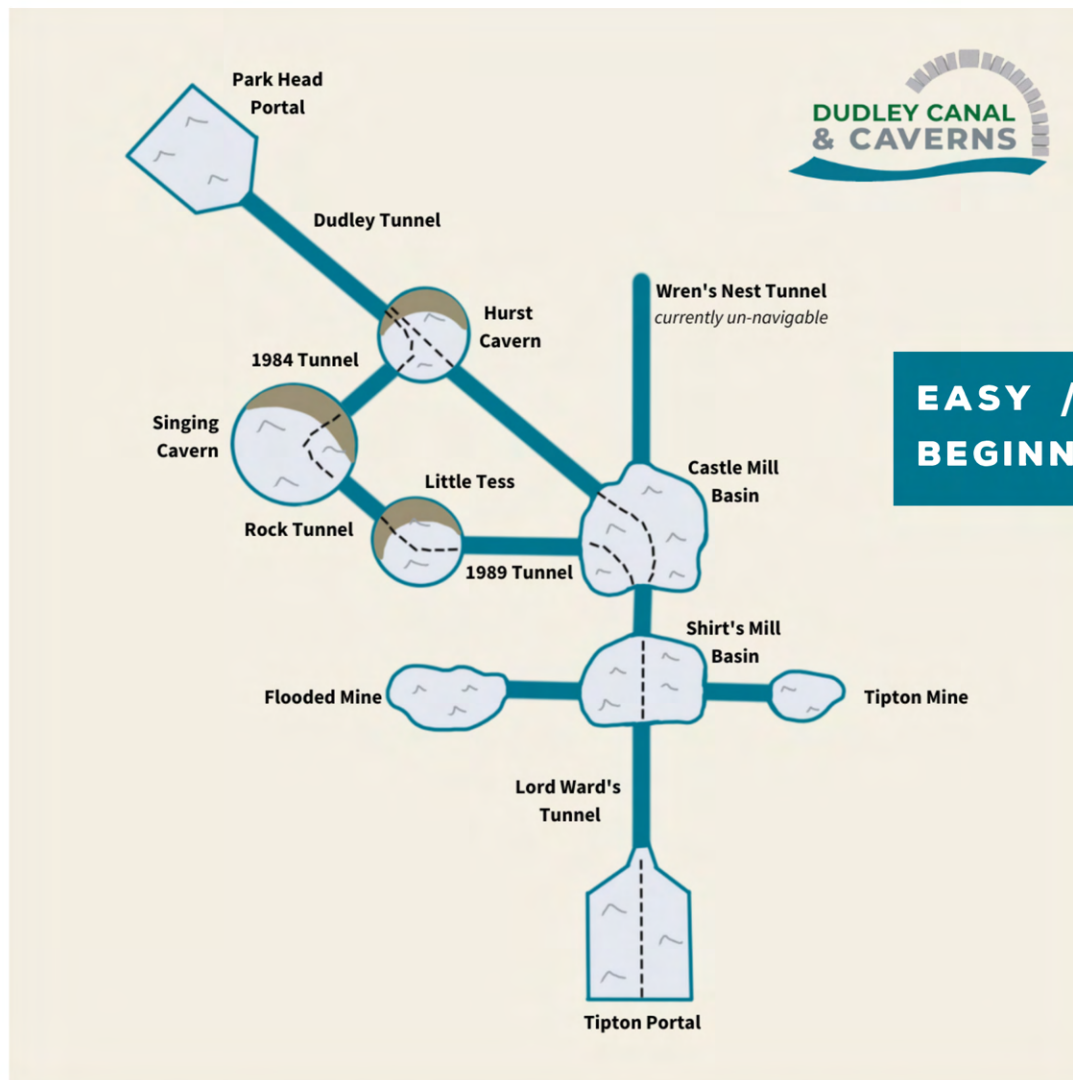 Park Head
Portal
DUDLEY CANAL
& CAVERNS
Dudley Tunnel
Wren's Nest Tunnel
currently un-navigable
Hurst
Cavern
1984 Tunnel
EASY /
BEGINN
Singing
Cavern
Castle Mill
Basin
Little Tess
Rock Tunnel
1989 Tunnel
Shirt's Mill
Basin
Flooded Mine
Tipton Mine
Lord Ward's
Tunnel
Tipton Portal